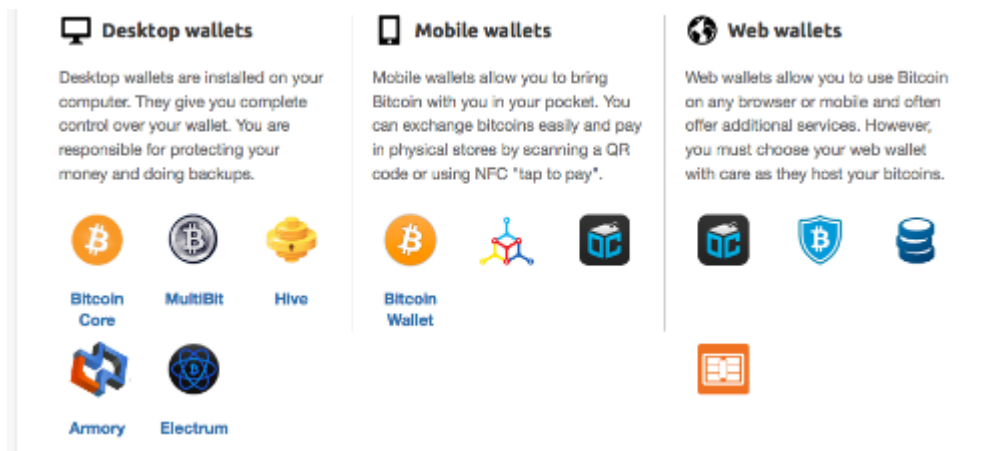 Desktop wallets
Desktop wallets are installed on your
computer. They give you complete
control over your wallet. You are
responsible for protecting your
money and doing backups.
Bitcoin
Core
MultiBit
Hive
Armory
Electrum
Mobile wallets
Mobile wallets allow you to bring
Bitcoin with you in your pocket. You
can exchange bitcoins easily and pay
in physical stores by scanning a QR
code or using NFC "tap to pay".
Bitcoin
Wallet
Web wallets
Web wallets allow you to use Bitcoin
on any browser or mobile and often
offer additional services. However,
you must choose your web wallet
with care as they host your bitcoins.